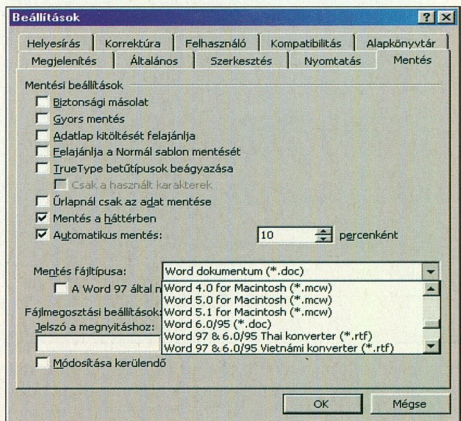 Beállítások
Helyesírás Korrektúra Felhasználó Kompatibilitás Alapkönyvtár
Megjelenítés Általános Szerkesztés Nyomtatás Mentés
Mentési beállítások
Biztonsági másolat
Gyors mentés
Adatlap kitöltését felajánlja
Felajánlja a Normál sablon mentését
TrueType betűtípusok beágyazása
Csak a használt karakterek
Űrlapnál csak az adat mentése
Mentés a háttérben
Automatikus mentés: 10 percenként
Mentés fájltípusa: Word dokumentum (*.doc)
A Word 97 által
Word 4.0 for Macintosh (*.mcw)
Word 5.0 for Macintosh (*.mcw)
Word 5.1 for Macintosh (*.mcw)
Word 6.0/95 (*.doc)
Word 97 & 6.0/95 Thai konverter (*.rtf)
Word 97 & 6.0/95 Vietnámi konverter (*.rtf)
Fájlmegosztási beállítások:
Jelszó a megnyitáshoz:
Módosítása kerülendő
OK Mégse